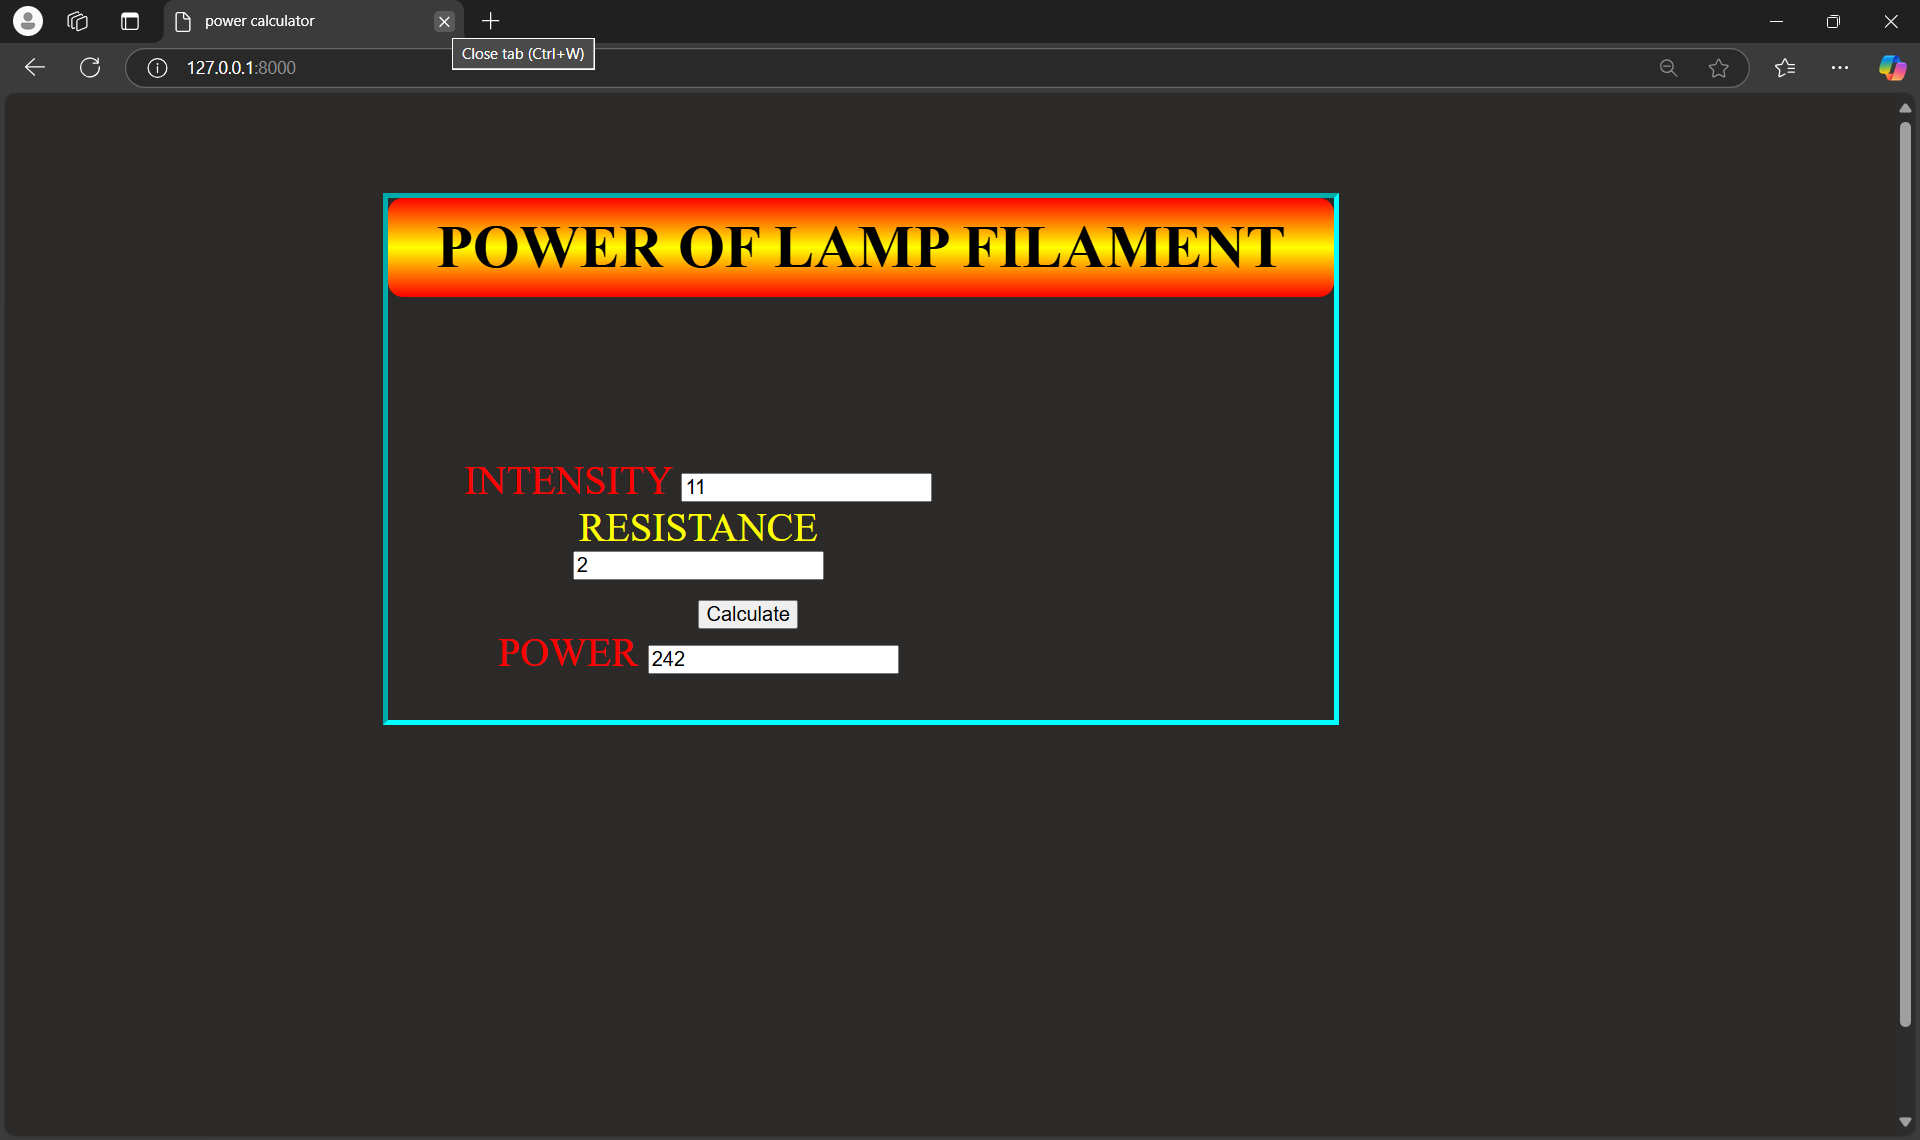 power calculator
Close tab (Ctrl+W)
127.0.0.1:8000
POWER OF LAMP FILAMENT
INTENSITY 11
RESISTANCE
2
Calculate
POWER 242